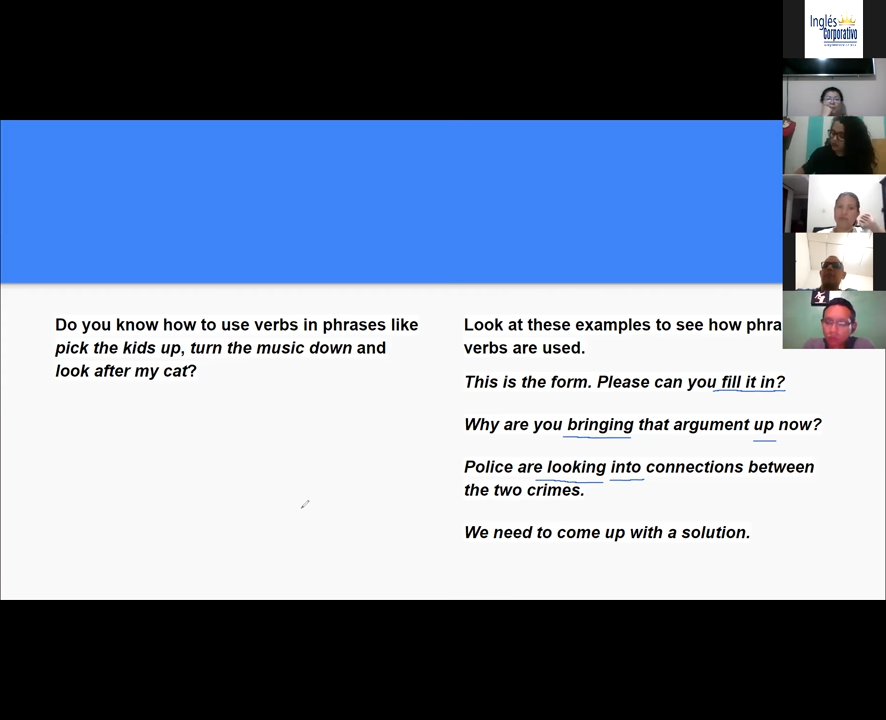 Inglés
Corporativo
Do you know how to use verbs in phrases like
pick the kids up, turn the music down and
look after my cat?
Look at these examples to see how phra
verbs are used.
This is the form. Please can you fill it in?
Why are you bringing that argument up now?
Police are looking into connections between
the two crimes.
We need to come up with a solution.